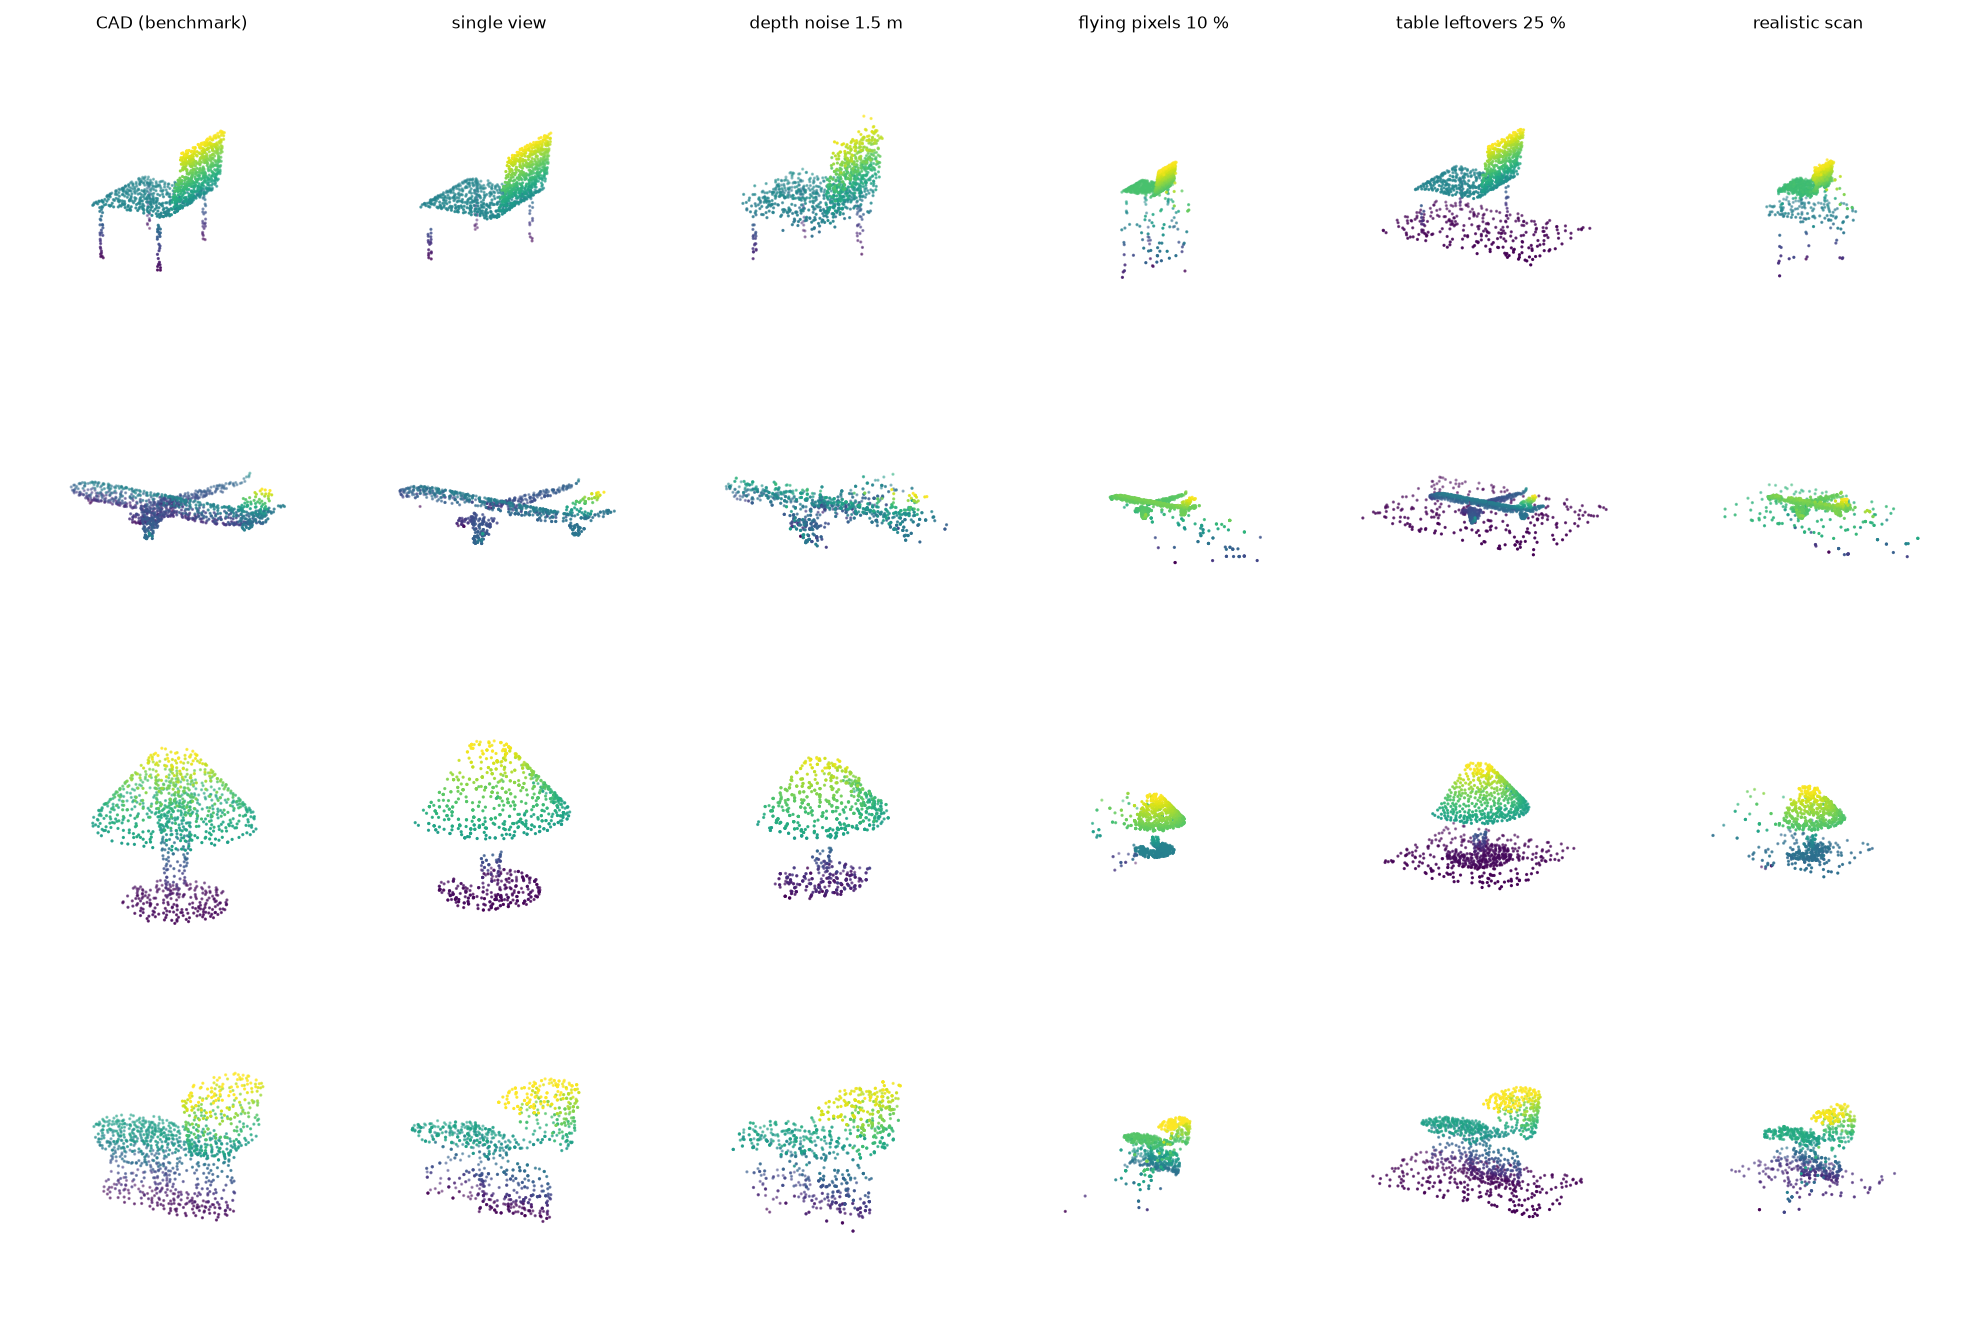 CAD (benchmark)
single view
depth noise 1.5 m
flying pixels 10 %
table leftovers 25 %
realistic scan